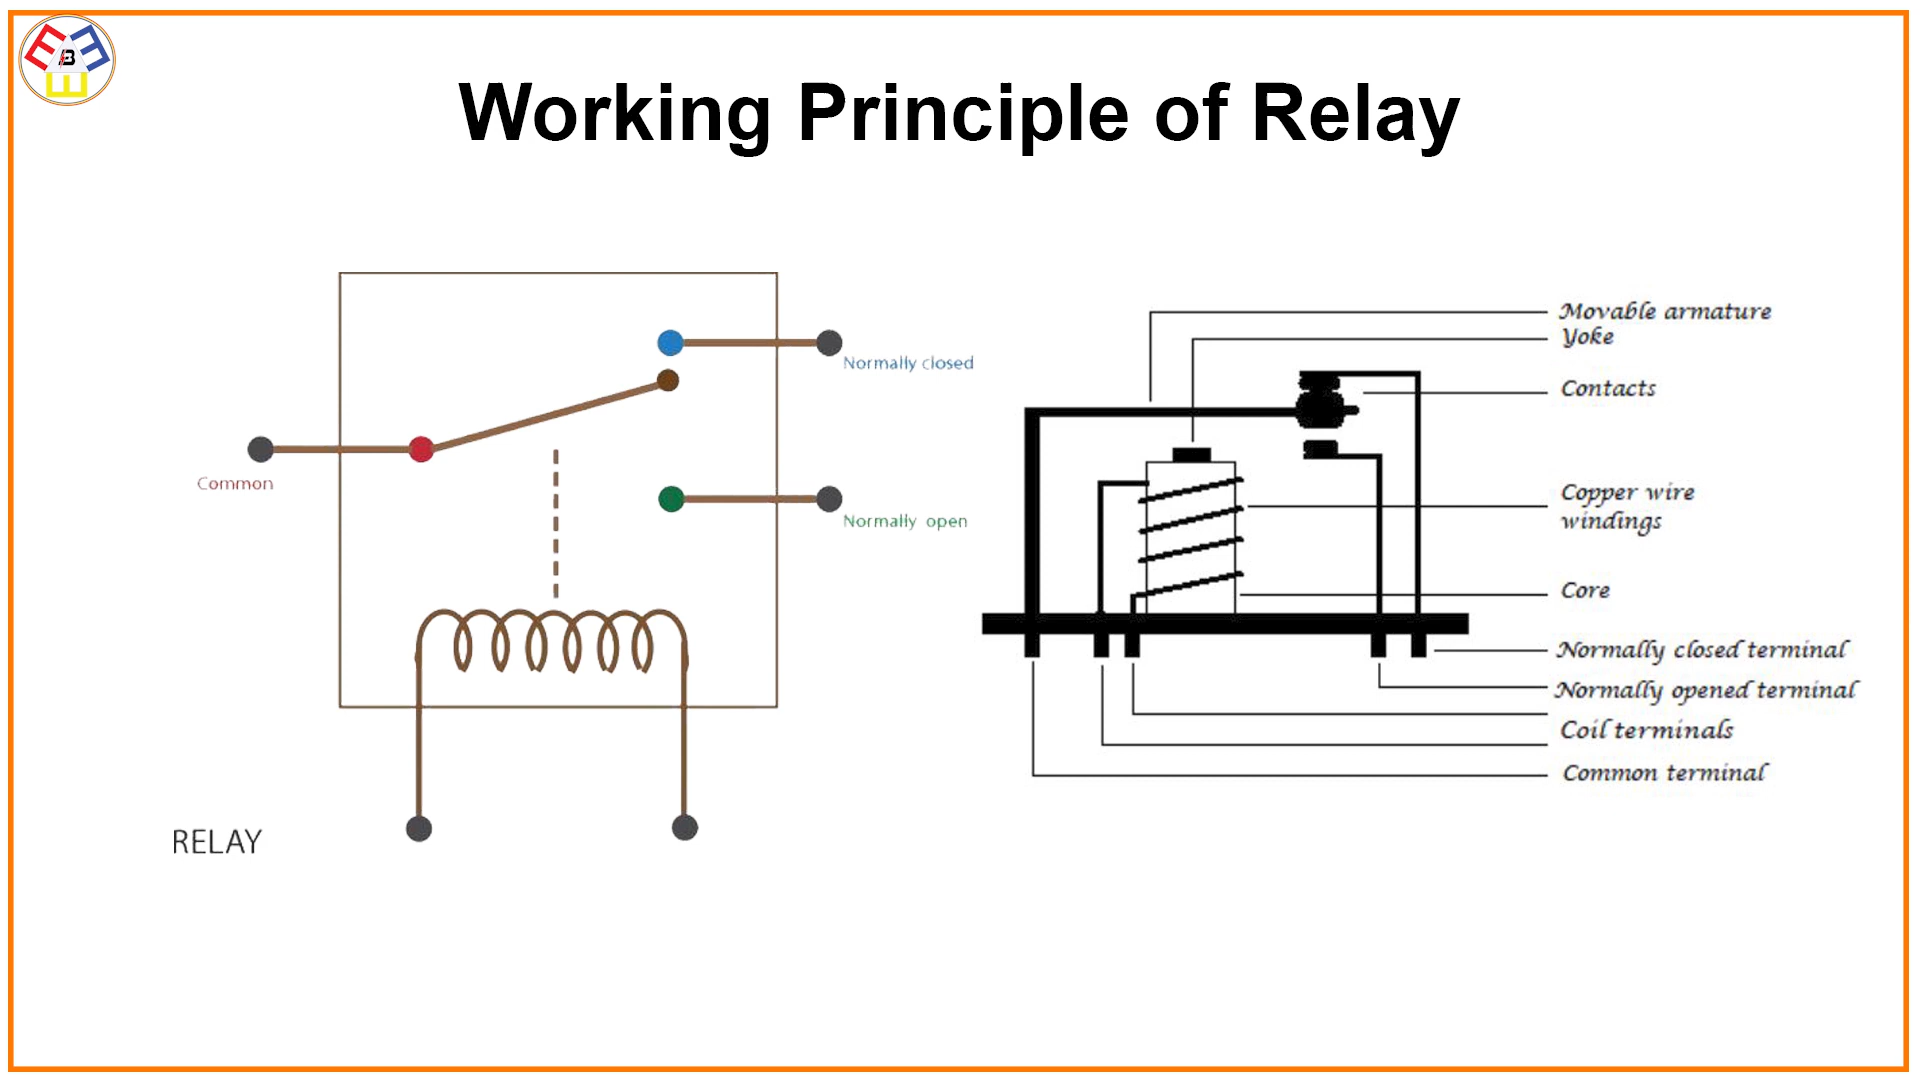 Working Principle of Relay
Normally closed
Common
Normally open
RELAY
Movable armature
Yoke
Contacts
Copper wire
windings
Core
Normally closed terminal
Normally opened terminal
Coil terminals
Common terminal